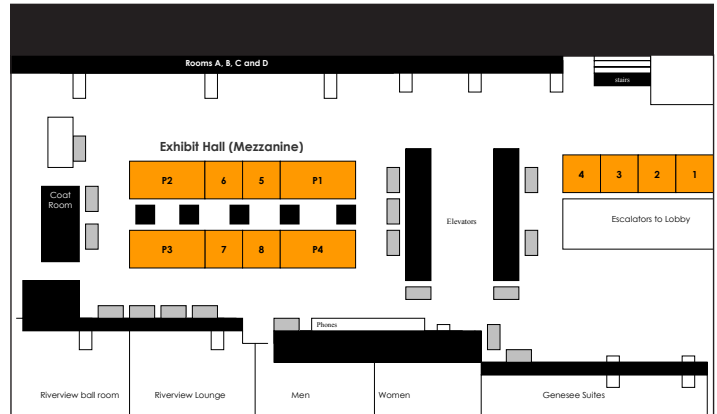 Rooms A, B, C and D
stairs
Exhibit Hall (Mezzanine)
P2 6 5 P1
4 3 2 1
Coat
Room
Elevators
Escalators to Lobby
P3 7 8 P4
Phones
Riverview ball room
Riverview Lounge
Men
Women
Genesee Suites